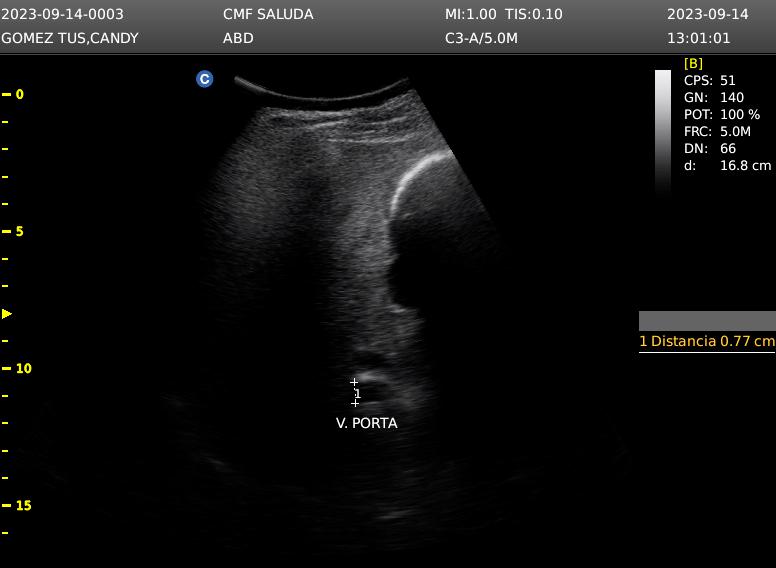 2023-09-14-0003 CMF SALUDA MI:1.00 TIS:0.10 2023-09-14
GOMEZ TUS,CANDY ABD C3-A/5.0M 13:01:01
C
[B]
CPS: 51
GN: 140
POT: 100 %
FRC: 5.0M
DN: 66
d: 16.8 cm
0
5
10
15
1 Distancia 0.77 cm
1
V. PORTA